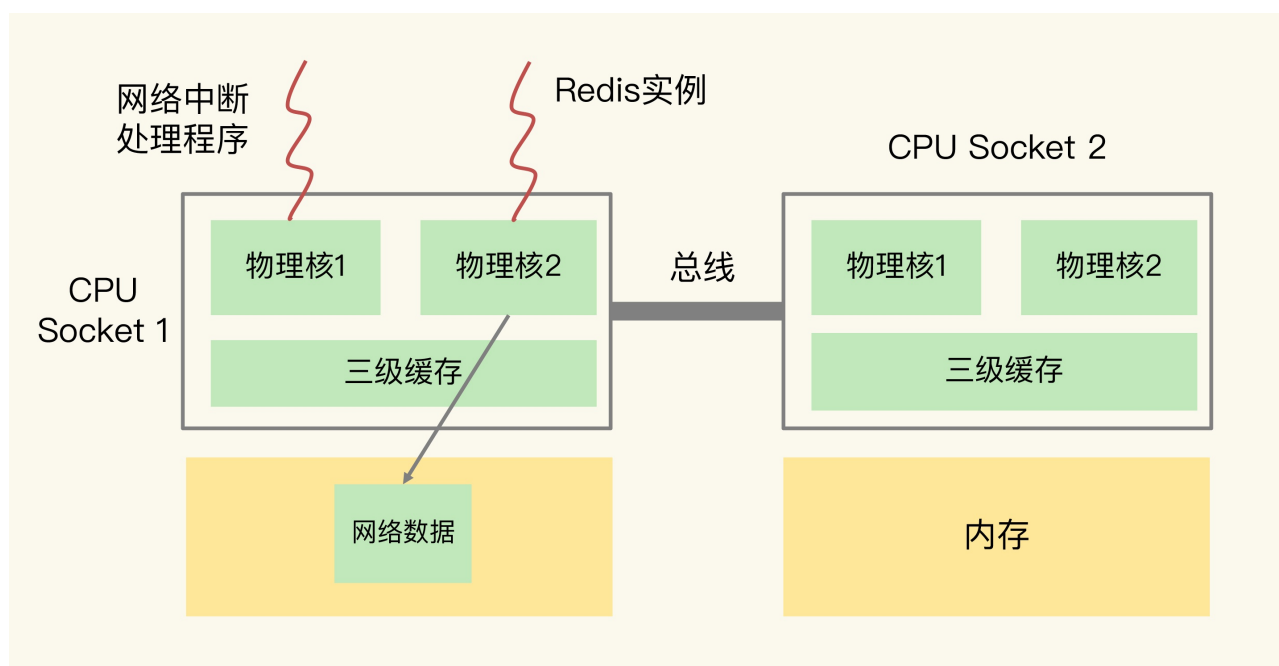 网络中断
处理程序
Redis实例
CPU Socket 2
CPU
Socket 1
物理核1
物理核2
总线
物理核1
物理核2
三级缓存
三级缓存
网络数据
内存